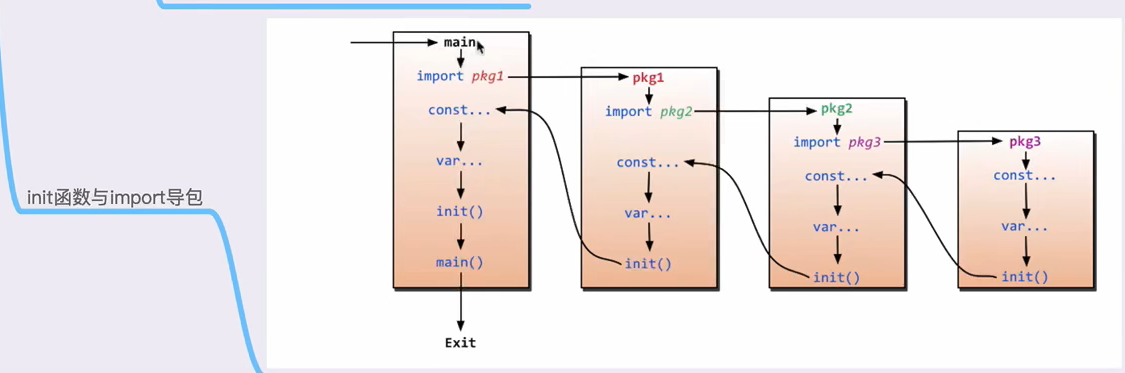 init函数与import导包
main
import pkg1
const...
var...
init()
main()
Exit
pkg1
import pkg2
const...
var...
init()
pkg2
import pkg3
const...
var...
init()
pkg3
const...
var...
init()